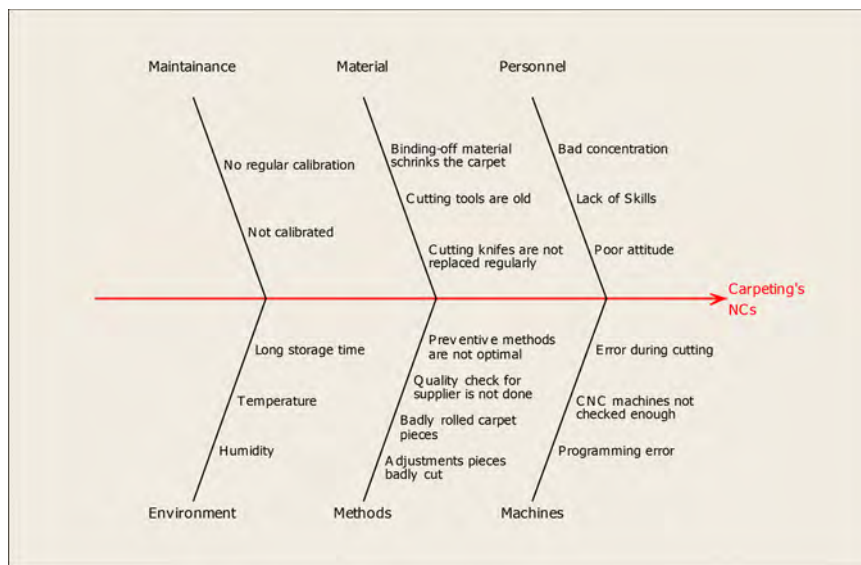 Maintainance
Material
Personnel
No regular calibration
Not calibrated
Binding-off material
schrinks the carpet
Cutting tools are old
Cutting knifes are not
replaced regularly
Bad concentration
Lack of Skills
Poor attitude
Carpeting's
NCs
Long storage time
Temperature
Humidity
Preventive methods
are not optimal
Quality check for
supplier is not done
Badly rolled carpet
pieces
Adjustments pieces
badly cut
Error during cutting
CNC machines not
checked enough
Programming error
Environment
Methods
Machines